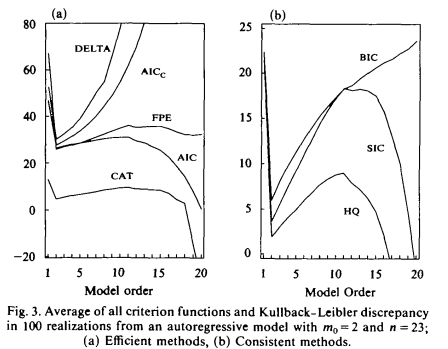 (a)
80
60
40
20
0
−20
DELTA
AIC_C
FPE
AIC
CAT
1 5 10 15 20
Model Order
(b)
25
20
15
10
5
0
BIC
SIC
HQ
1 5 10 15 20
Model Order
Fig. 3. Average of all criterion functions and Kullback–Leibler discrepancy
in 100 realizations from an autoregressive model with m₀ = 2 and n = 23;
(a) Efficient methods, (b) Consistent methods.